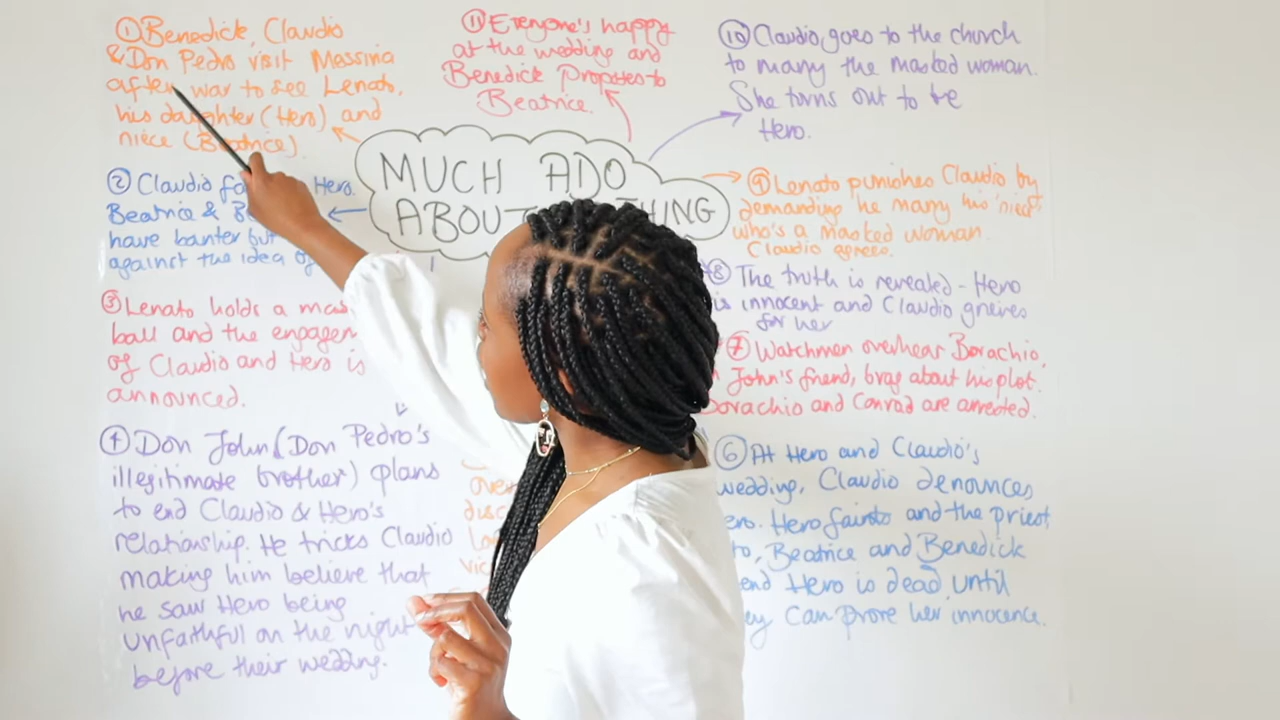 MUCH ADO
ABOUT THING
① Benedick, Claudio
& Don Pedro visit Messina
after war to see Lenato,
his daughter (Hero) and
niece (Beatrice).
② Claudio Hero.
Beatrice &
have banter but
against the idea of
③ Lenato holds a
ball and the
of Claudio and Hero is
announced.
④ Don John (Don Pedro's
illegitimate brother) plans
to end Claudio & Hero's
relationship. He tricks Claudio
making him believe that
he saw Hero being
unfaithful on the night
before their wedding.
⑥ At Hero and Claudio's
wedding, Claudio denounces
Hero faints and the priest,
Beatrice and Benedick
Hero is dead until
can prove her innocence.
⑦ Watchmen overhear Borachio,
John's friend, brag about his plot.
Borachio and Conrad are arrested.
⑧ The truth is revealed - Hero
is innocent and Claudio grieves
for her
⑨ Lenato punishes Claudio by
demanding he marry his 'niece'
who's a masked woman.
Claudio agrees.
⑩ Claudio goes to the church
to marry the masked woman.
She turns out to be
Hero.
⑪ Everyone's happy
at the wedding and
Benedick proposes to
Beatrice.